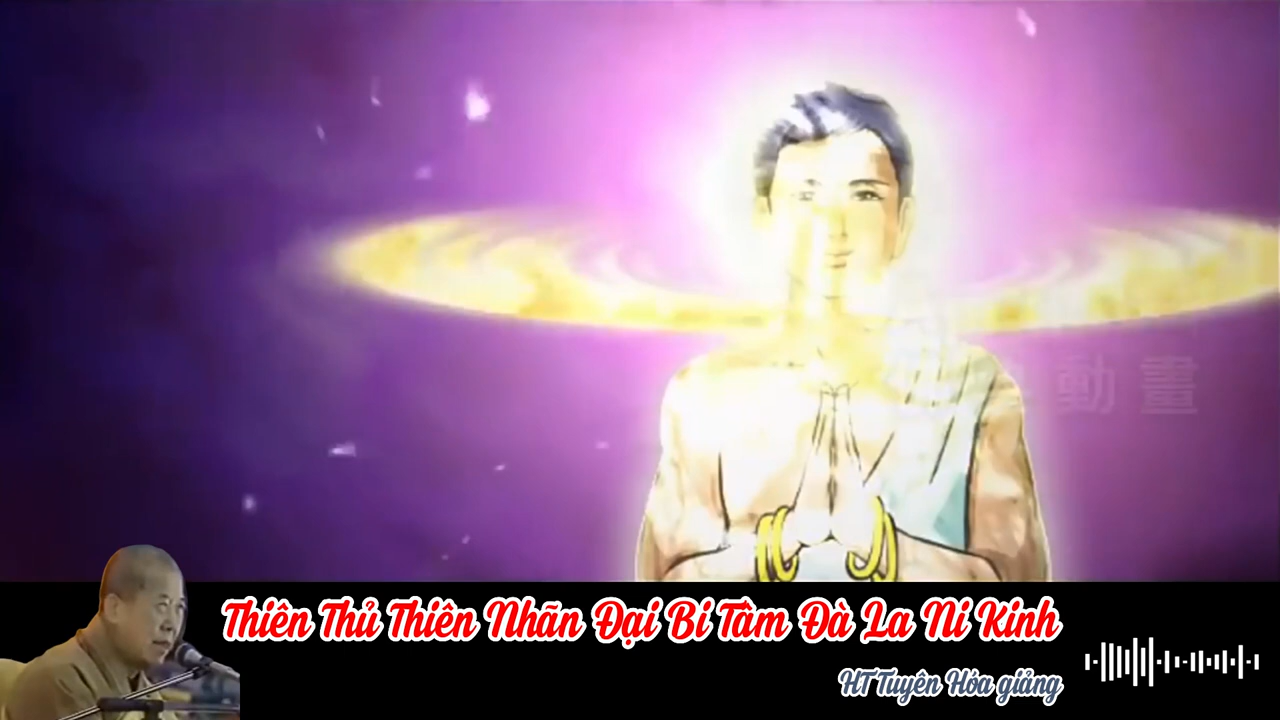 動畫
Thiên Thủ Thiên Nhãn Đại Bi Tâm Đà La Ni Kinh
HT Tuyên Hóa giảng